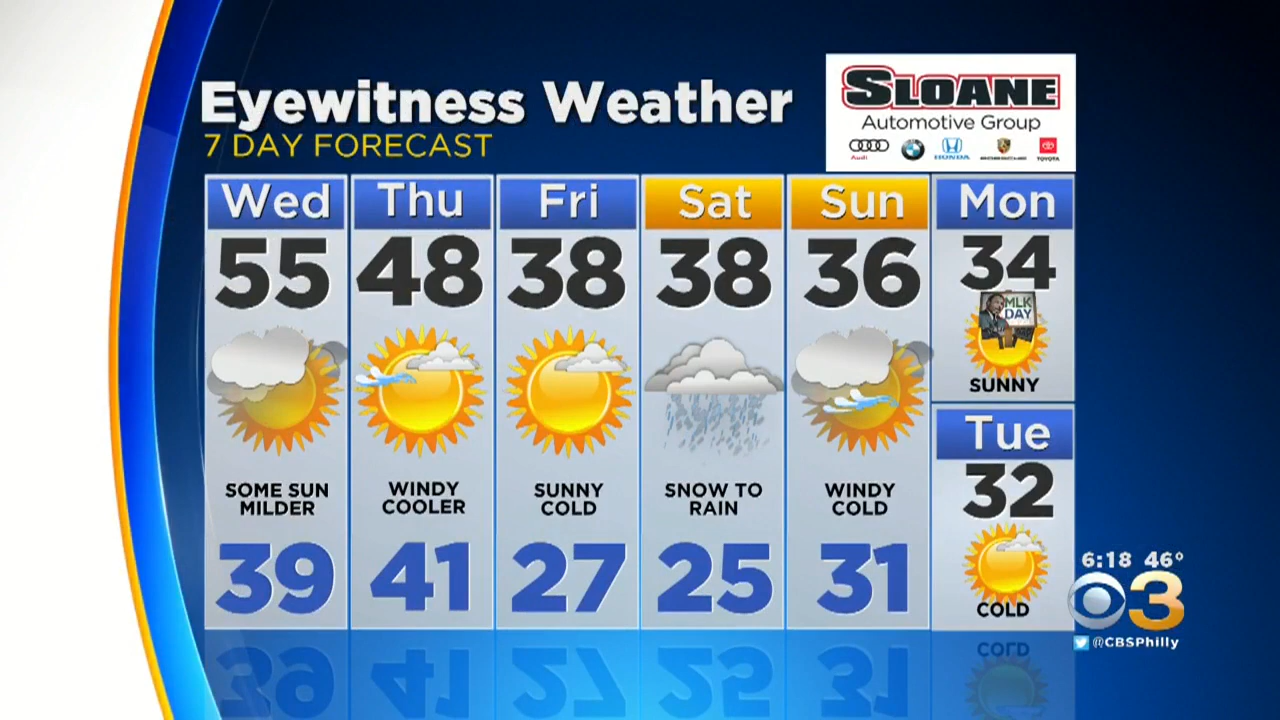 Eyewitness Weather
7 DAY FORECAST
SLOANE
Automotive Group
Audi
HONDA
TOYOTA
Wed
55
SOME SUN
MILDER
39
Thu
48
WINDY
COOLER
41
Fri
38
SUNNY
COLD
27
Sat
38
SNOW TO
RAIN
25
Sun
36
WINDY
COLD
31
Mon
34
MLK
DAY
SUNNY
Tue
32
COLD
6:18 46°
3
@CBSPhilly